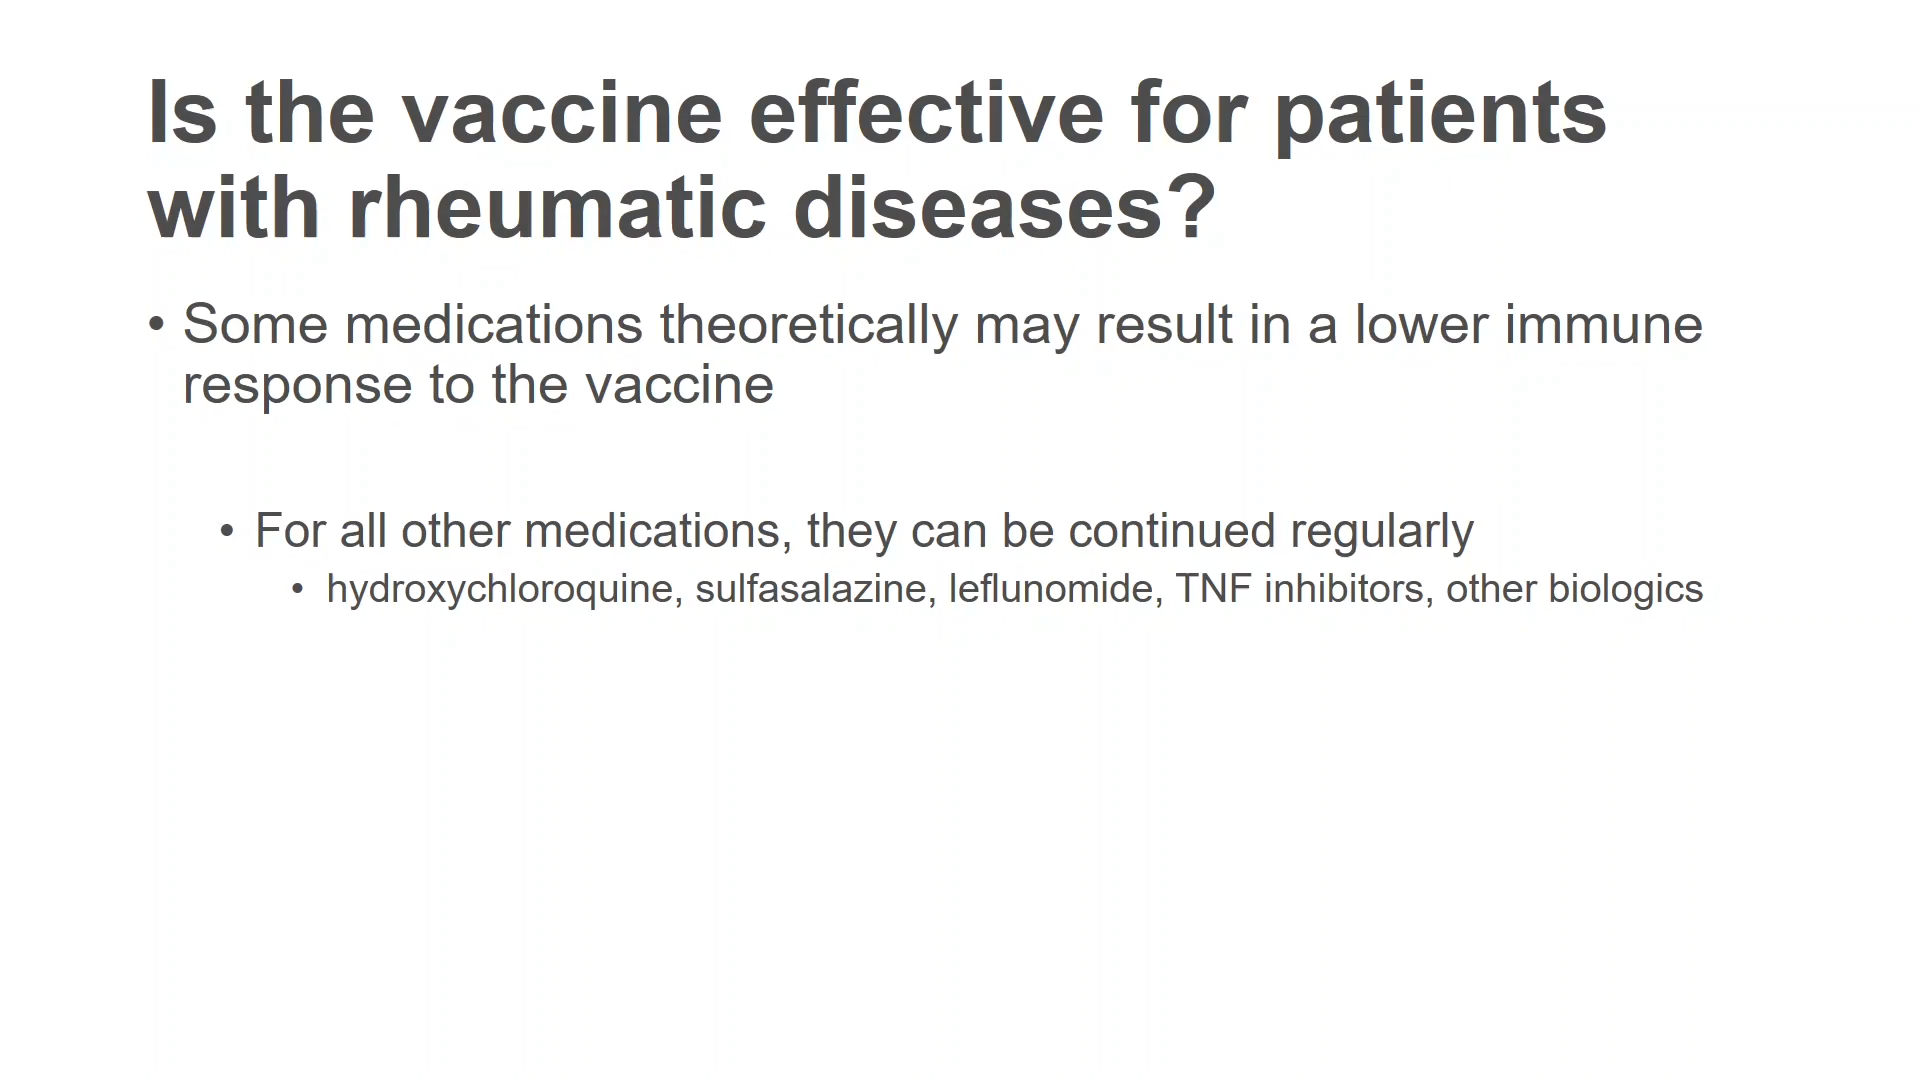 Is the vaccine effective for patients
with rheumatic diseases?
• Some medications theoretically may result in a lower immune
response to the vaccine
• For all other medications, they can be continued regularly
• hydroxychloroquine, sulfasalazine, leflunomide, TNF inhibitors, other biologics